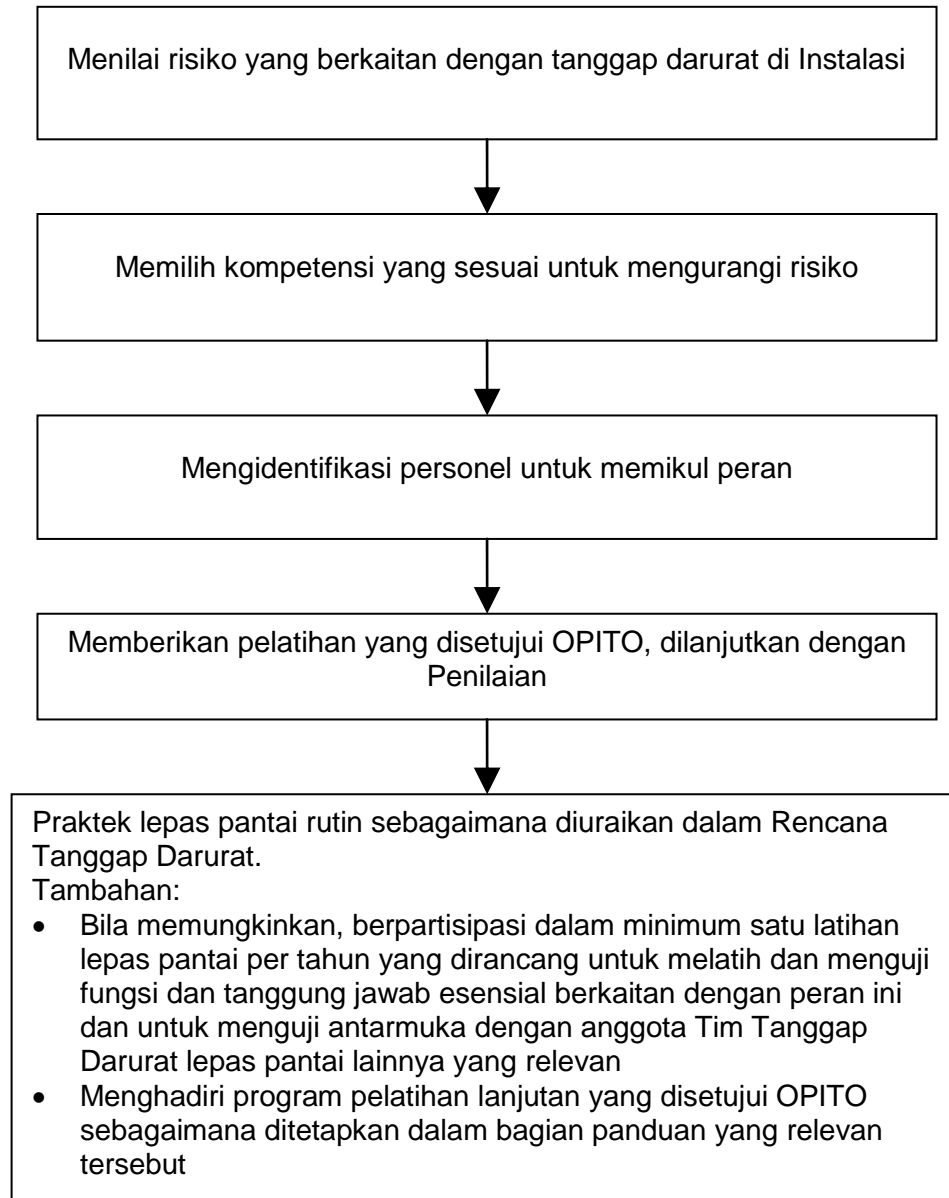 Menilai risiko yang berkaitan dengan tanggap darurat di Instalasi
Memilih kompetensi yang sesuai untuk mengurangi risiko
Mengidentifikasi personel untuk memikul peran
Memberikan pelatihan yang disetujui OPITO, dilanjutkan dengan
Penilaian
Praktek lepas pantai rutin sebagaimana diuraikan dalam Rencana
Tanggap Darurat.
Tambahan:
• Bila memungkinkan, berpartisipasi dalam minimum satu latihan
lepas pantai per tahun yang dirancang untuk melatih dan menguji
fungsi dan tanggung jawab esensial berkaitan dengan peran ini
dan untuk menguji antarmuka dengan anggota Tim Tanggap
Darurat lepas pantai lainnya yang relevan
• Menghadiri program pelatihan lanjutan yang disetujui OPITO
sebagaimana ditetapkan dalam bagian panduan yang relevan
tersebut